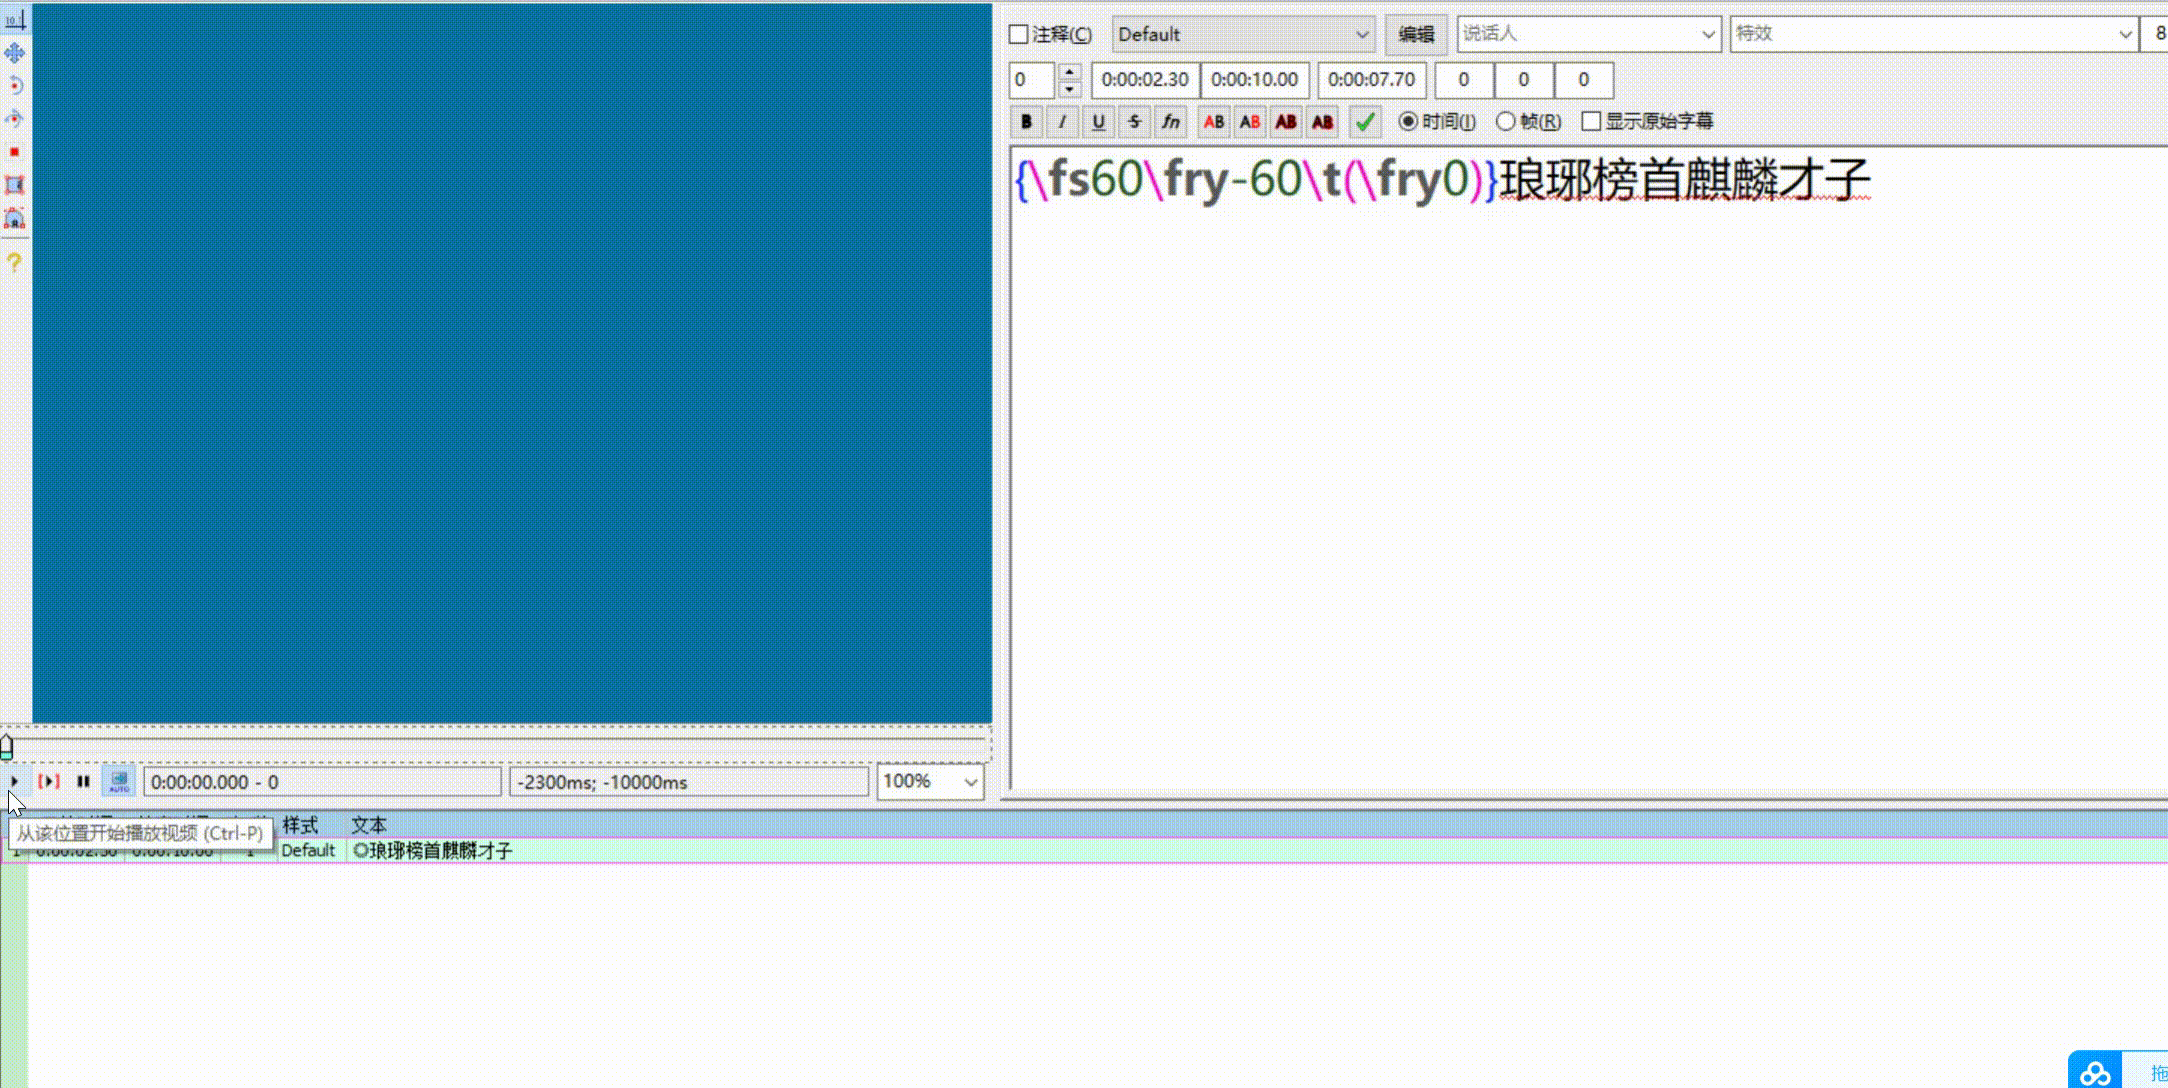 注释(C) Default 编辑 说话人 特效 8
0 0:00:02.30 0:00:10.00 0:00:07.70 0 0 0
B I U S fn AB AB AB AB 时间(I) 帧(R) 显示原始字幕
{\fs60\fry-60\t(\fry0)}琅琊榜首麒麟才子
AUTO 0:00:00.000 - 0 -2300ms; -10000ms 100%
样式 文本
从该位置开始播放视频 (Ctrl-P)
1 0:00:02.30 0:00:10.00 1 Default 琅琊榜首麒麟才子
拖